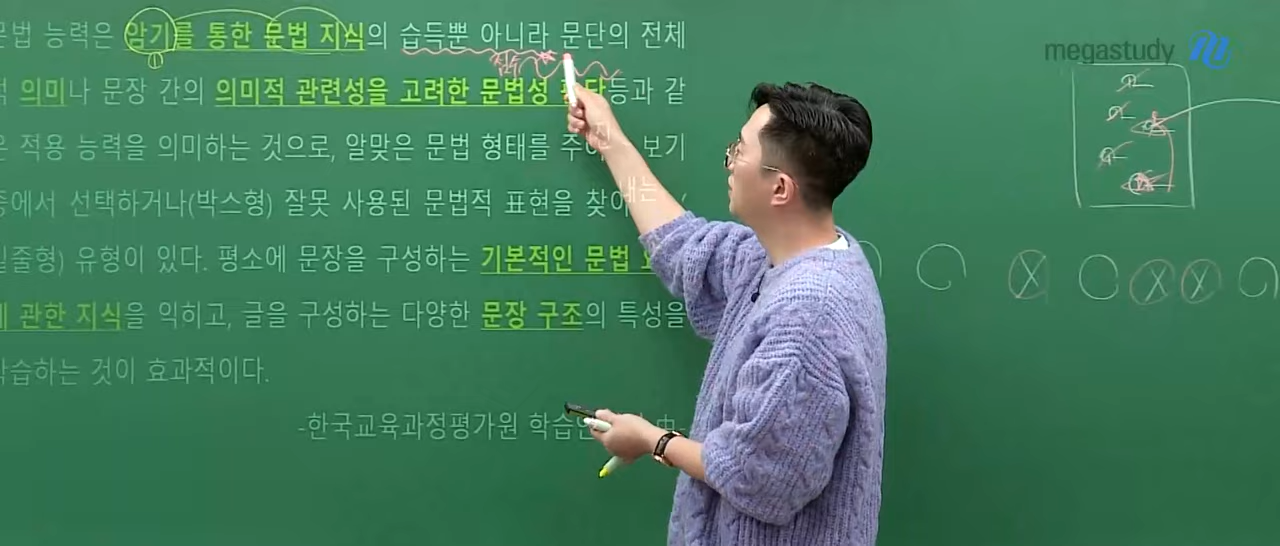 문법 능력은 암기를 통한 문법 지식의 습득뿐 아니라 문단의 전체
의미나 문장 간의 의미적 관련성을 고려한 문법성 판단등과 같
적용 능력을 의미하는 것으로, 알맞은 문법 형태를 주어진 보기
중에서 선택하거나(박스형) 잘못 사용된 문법적 표현을 찾아내는 (
밑줄형) 유형이 있다. 평소에 문장을 구성하는 기본적인 문법
관한 지식을 익히고, 글을 구성하는 다양한 문장 구조의 특성을
학습하는 것이 효과적이다.
-한국교육과정평가원
megastudy